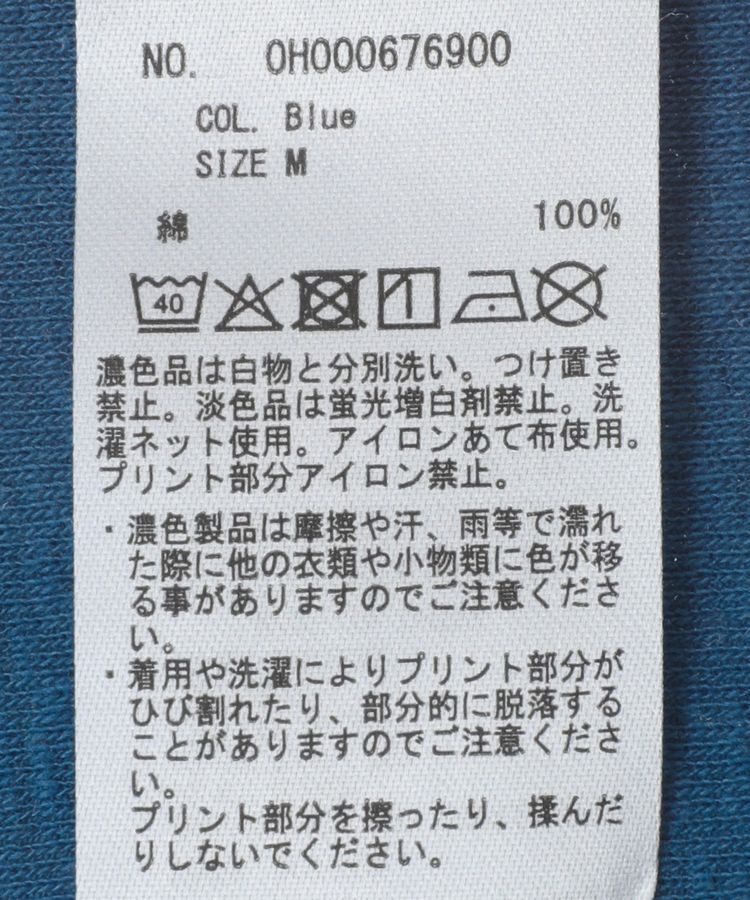 NO. 0H000676900
COL. Blue
SIZE M
綿 100%
40
濃色品は白物と分別洗い。つけ置き
禁止。淡色品は蛍光増白剤禁止。洗
濯ネット使用。アイロンあて布使用。
プリント部分アイロン禁止。
・濃色製品は摩擦や汗、雨等で濡れ
た際に他の衣類や小物類に色が移
る事がありますのでご注意くださ
い。
・着用や洗濯によりプリント部分が
ひび割れたり、部分的に脱落する
ことがありますのでご注意くださ
い。
プリント部分を擦ったり、揉んだ
りしないでください。